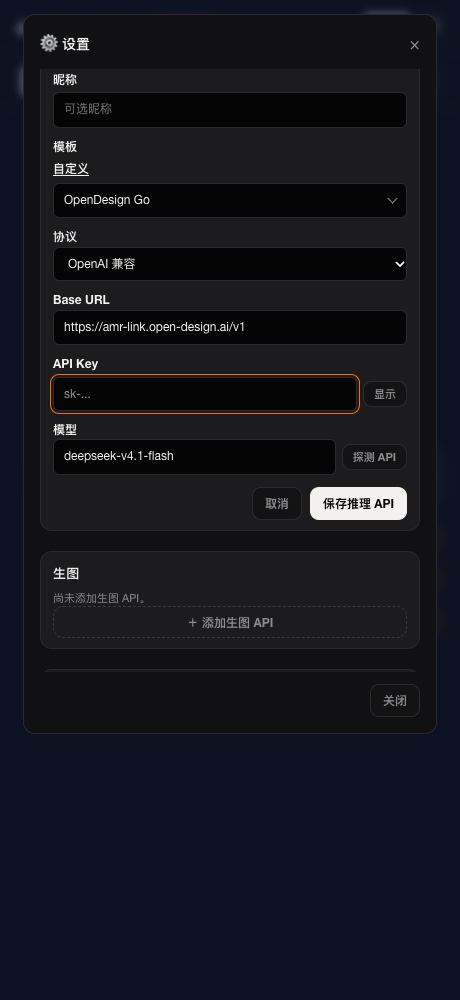 设置
×
昵称
可选昵称
模板
自定义
OpenDesign Go
协议
OpenAI 兼容
Base URL
https://amr-link.open-design.ai/v1
API Key
sk-...
显示
模型
deepseek-v4.1-flash
探测 API
取消
保存推理 API
生图
尚未添加生图 API。
+ 添加生图 API
关闭